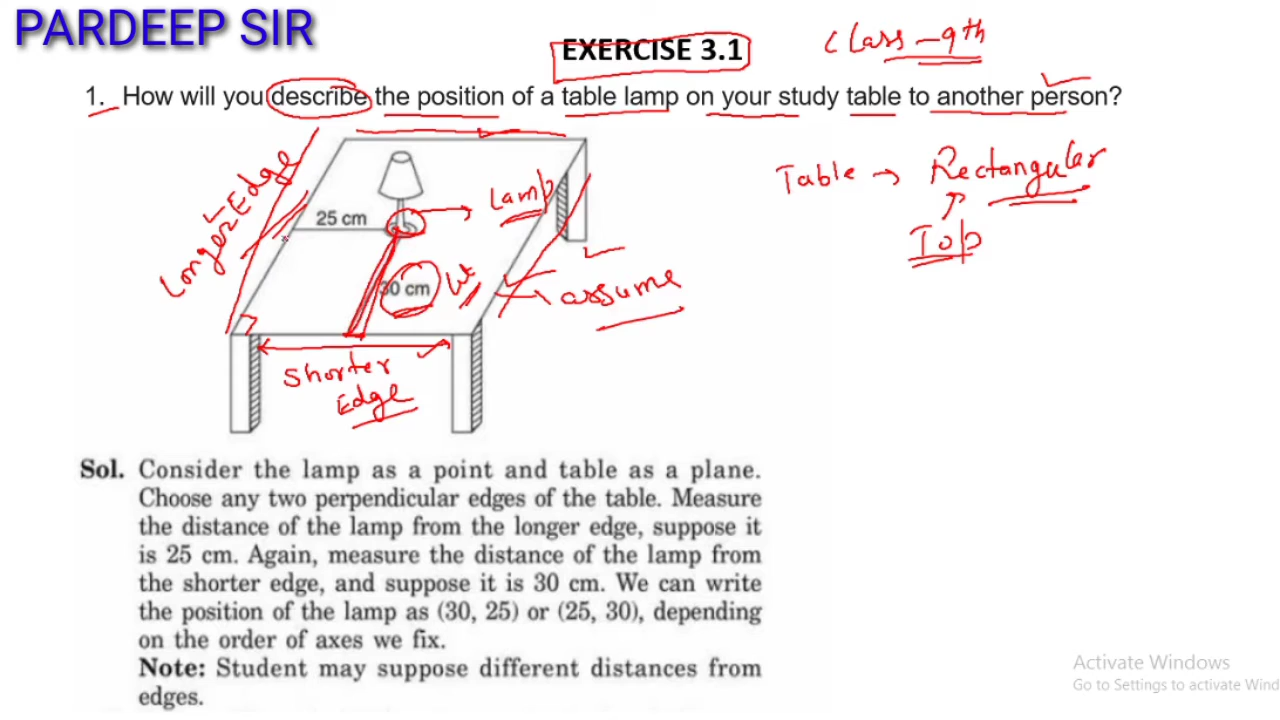 PARDEEP SIR
EXERCISE 3.1
Class - 9th
1. How will you describe the position of a table lamp on your study table to another person?
Table → Rectangular
Top
Longer Edge
25 cm
Lamp
30 cm
let
assume
Shorter
Edge
Sol. Consider the lamp as a point and table as a plane.
Choose any two perpendicular edges of the table. Measure
the distance of the lamp from the longer edge, suppose it
is 25 cm. Again, measure the distance of the lamp from
the shorter edge, and suppose it is 30 cm. We can write
the position of the lamp as (30, 25) or (25, 30), depending
on the order of axes we fix.
Note: Student may suppose different distances from
edges.
Activate Windows
Go to Settings to activate Wind